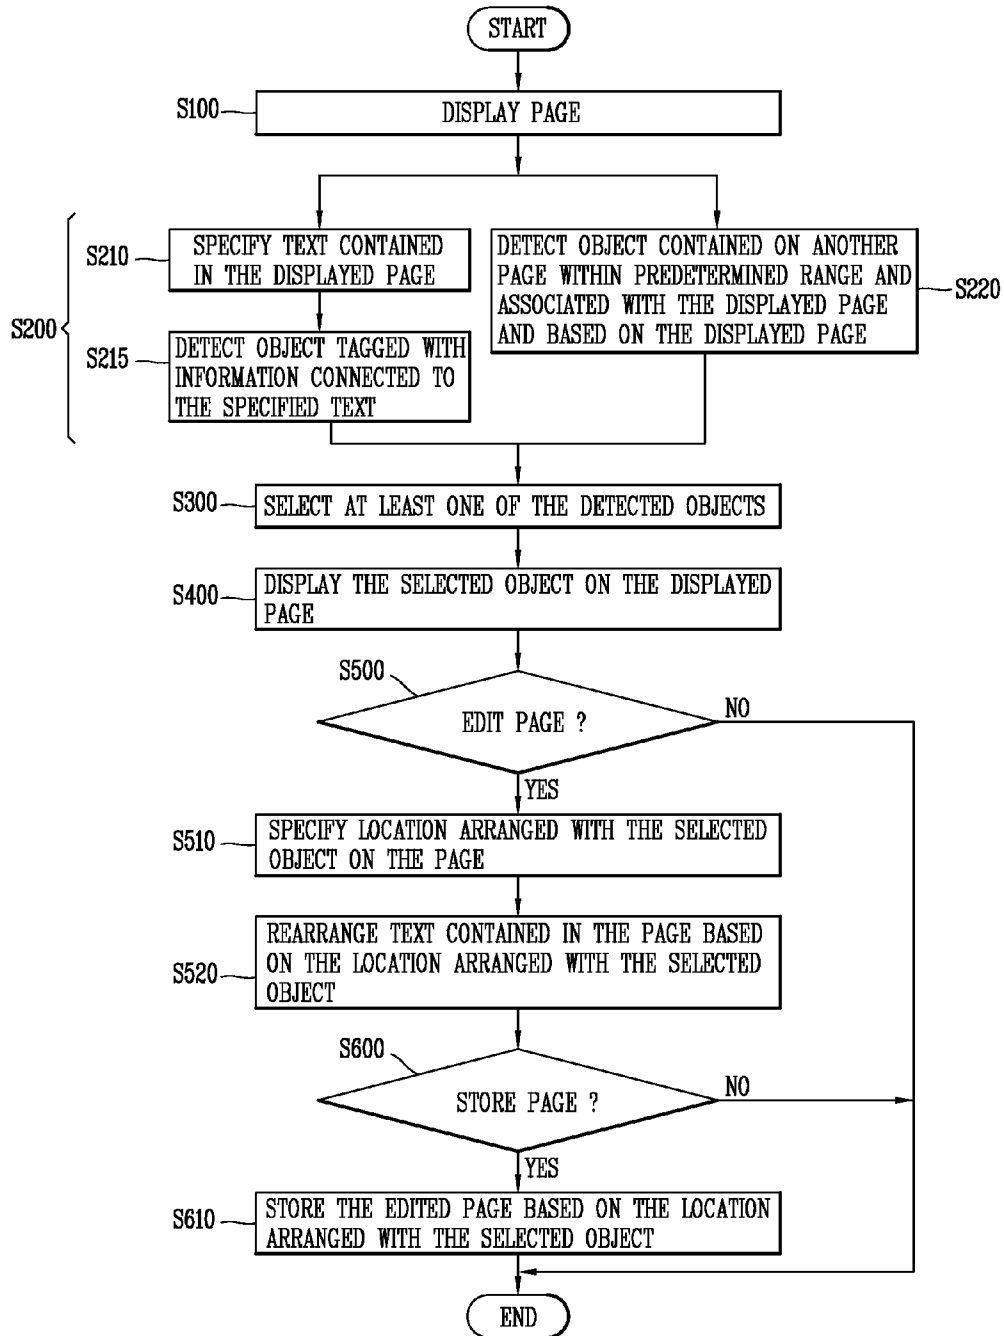 START
S100
DISPLAY PAGE
S200
S210
SPECIFY TEXT CONTAINED
IN THE DISPLAYED PAGE
S215
DETECT OBJECT TAGGED WITH
INFORMATION CONNECTED TO
THE SPECIFIED TEXT
DETECT OBJECT CONTAINED ON ANOTHER
PAGE WITHIN PREDETERMINED RANGE AND
ASSOCIATED WITH THE DISPLAYED PAGE
AND BASED ON THE DISPLAYED PAGE
S220
S300
SELECT AT LEAST ONE OF THE DETECTED OBJECTS
S400
DISPLAY THE SELECTED OBJECT ON THE DISPLAYED
PAGE
S500
EDIT PAGE ?
NO
YES
S510
SPECIFY LOCATION ARRANGED WITH THE SELECTED
OBJECT ON THE PAGE
S520
REARRANGE TEXT CONTAINED IN THE PAGE BASED
ON THE LOCATION ARRANGED WITH THE SELECTED
OBJECT
S600
STORE PAGE ?
NO
YES
S610
STORE THE EDITED PAGE BASED ON THE LOCATION
ARRANGED WITH THE SELECTED OBJECT
END